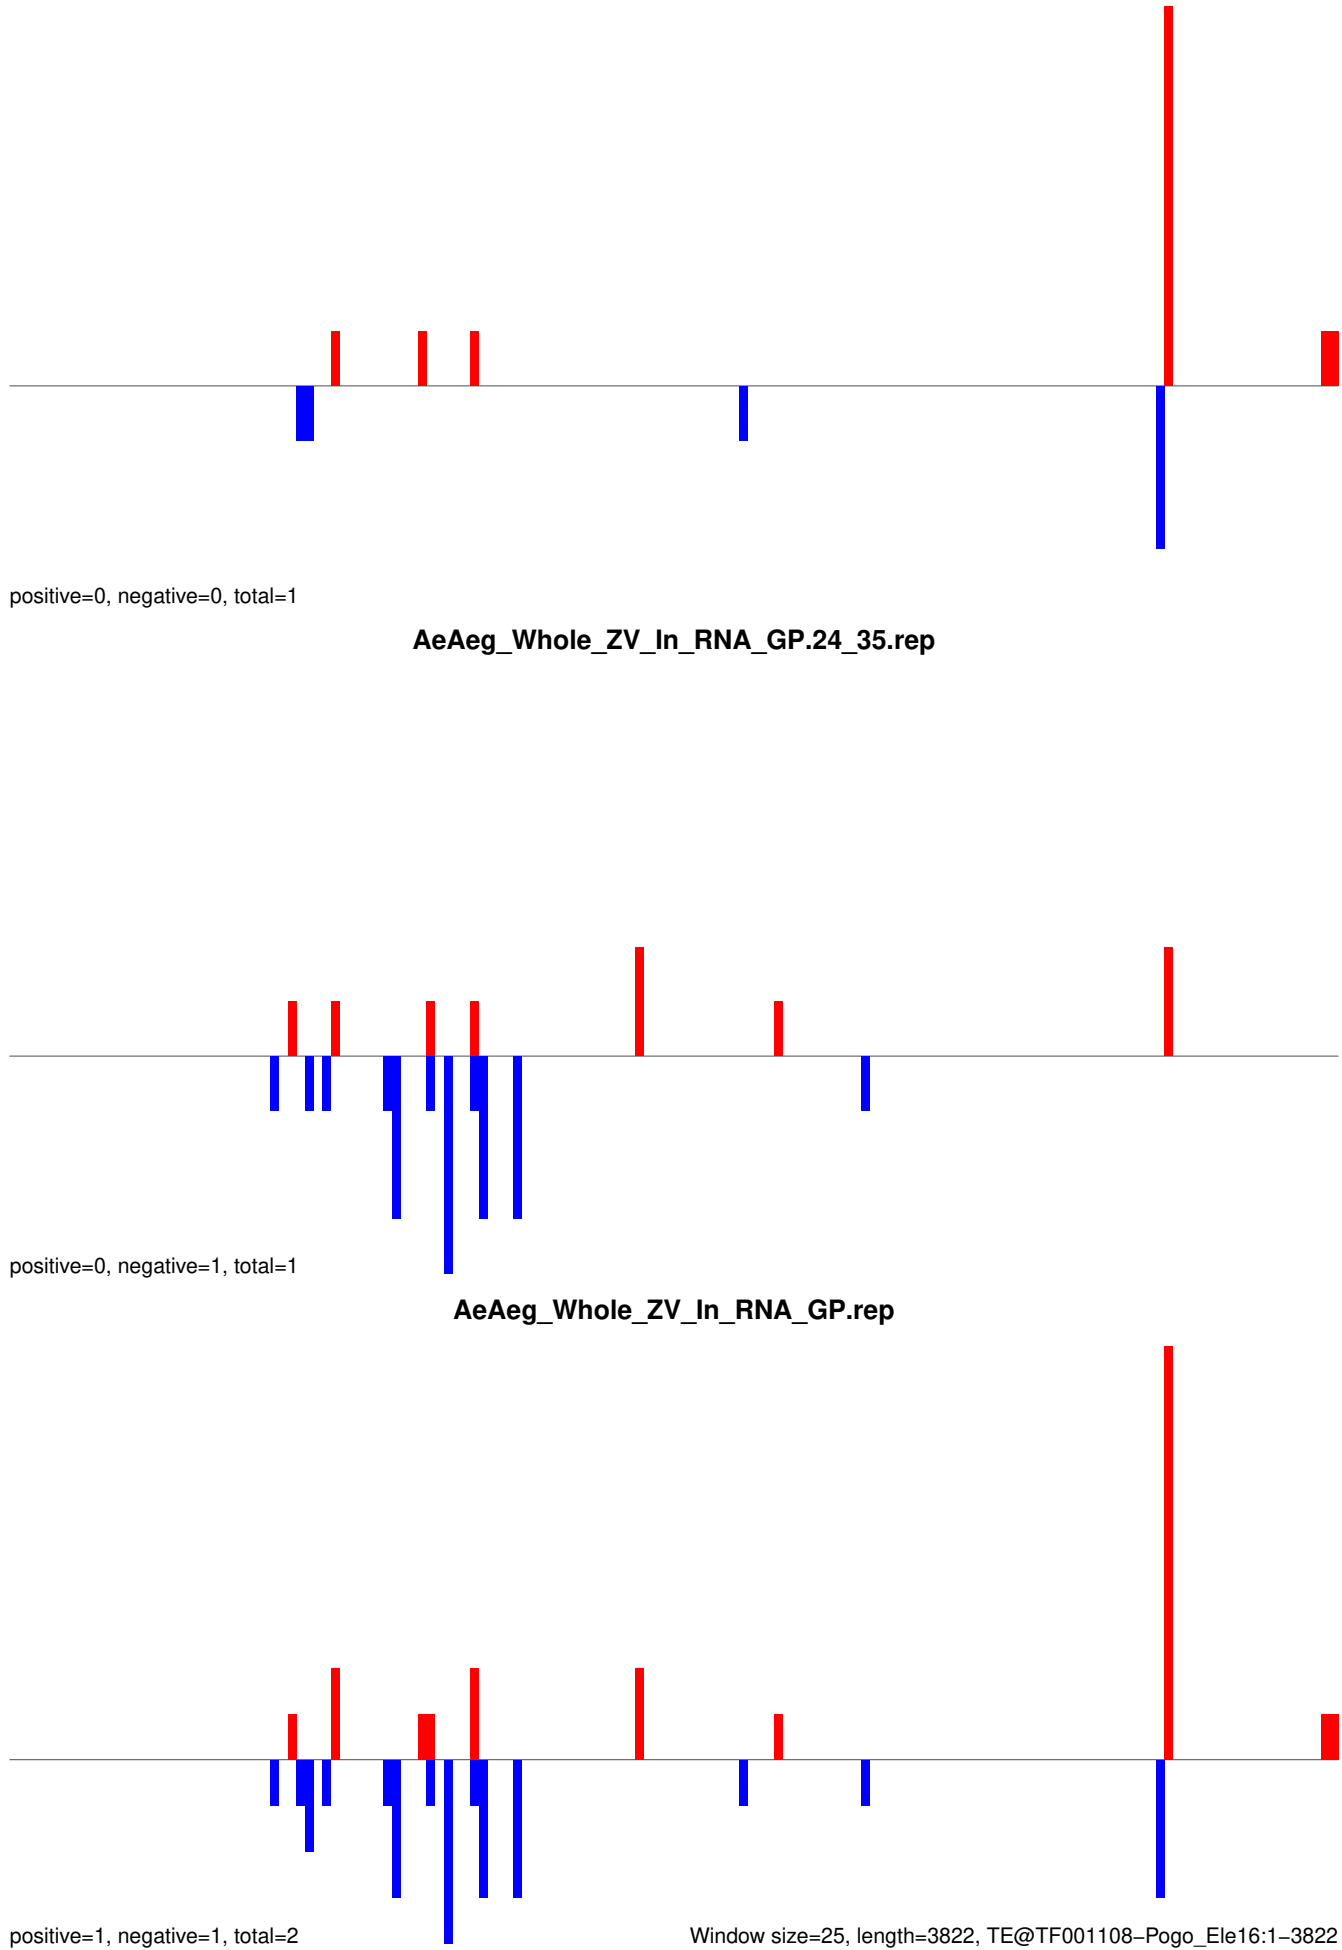 positive=0, negative=0, total=1
AeAeg_Whole_ZV_In_RNA_GP.24_35.rep
positive=0, negative=1, total=1
AeAeg_Whole_ZV_In_RNA_GP.rep
positive=1, negative=1, total=2
Window size=25, length=3822, TE@TF001108−Pogo_Ele16:1−3822